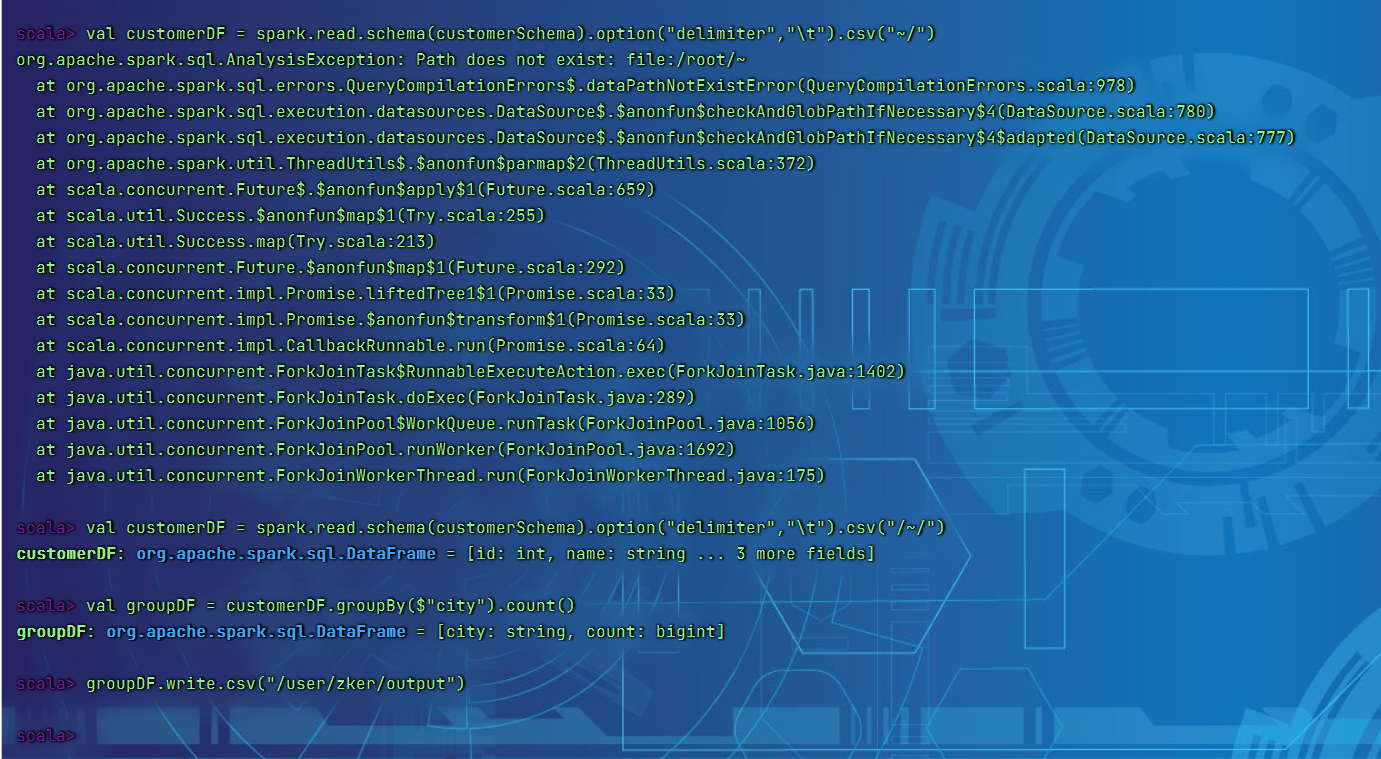 scala> val customerDF = spark.read.schema(customerSchema).option("delimiter","\t").csv("~/")
org.apache.spark.sql.AnalysisException: Path does not exist: file:/root/~
  at org.apache.spark.sql.errors.QueryCompilationErrors$.dataPathNotExistError(QueryCompilationErrors.scala:978)
  at org.apache.spark.sql.execution.datasources.DataSource$.$anonfun$checkAndGlobPathIfNecessary$4(DataSource.scala:780)
  at org.apache.spark.sql.execution.datasources.DataSource$.$anonfun$checkAndGlobPathIfNecessary$4$adapted(DataSource.scala:777)
  at org.apache.spark.util.ThreadUtils$.$anonfun$parmap$2(ThreadUtils.scala:372)
  at scala.concurrent.Future$.$anonfun$apply$1(Future.scala:659)
  at scala.util.Success.$anonfun$map$1(Try.scala:255)
  at scala.util.Success.map(Try.scala:213)
  at scala.concurrent.Future.$anonfun$map$1(Future.scala:292)
  at scala.concurrent.impl.Promise.liftedTree1$1(Promise.scala:33)
  at scala.concurrent.impl.Promise.$anonfun$transform$1(Promise.scala:33)
  at scala.concurrent.impl.CallbackRunnable.run(Promise.scala:64)
  at java.util.concurrent.ForkJoinTask$RunnableExecuteAction.exec(ForkJoinTask.java:1402)
  at java.util.concurrent.ForkJoinTask.doExec(ForkJoinTask.java:289)
  at java.util.concurrent.ForkJoinPool$WorkQueue.runTask(ForkJoinPool.java:1056)
  at java.util.concurrent.ForkJoinPool.runWorker(ForkJoinPool.java:1692)
  at java.util.concurrent.ForkJoinWorkerThread.run(ForkJoinWorkerThread.java:175)
scala> val customerDF = spark.read.schema(customerSchema).option("delimiter","\t").csv("/~/")
customerDF: org.apache.spark.sql.DataFrame = [id: int, name: string ... 3 more fields]
scala> val groupDF = customerDF.groupBy($"city").count()
groupDF: org.apache.spark.sql.DataFrame = [city: string, count: bigint]
scala> groupDF.write.csv("/user/zker/output")
scala>